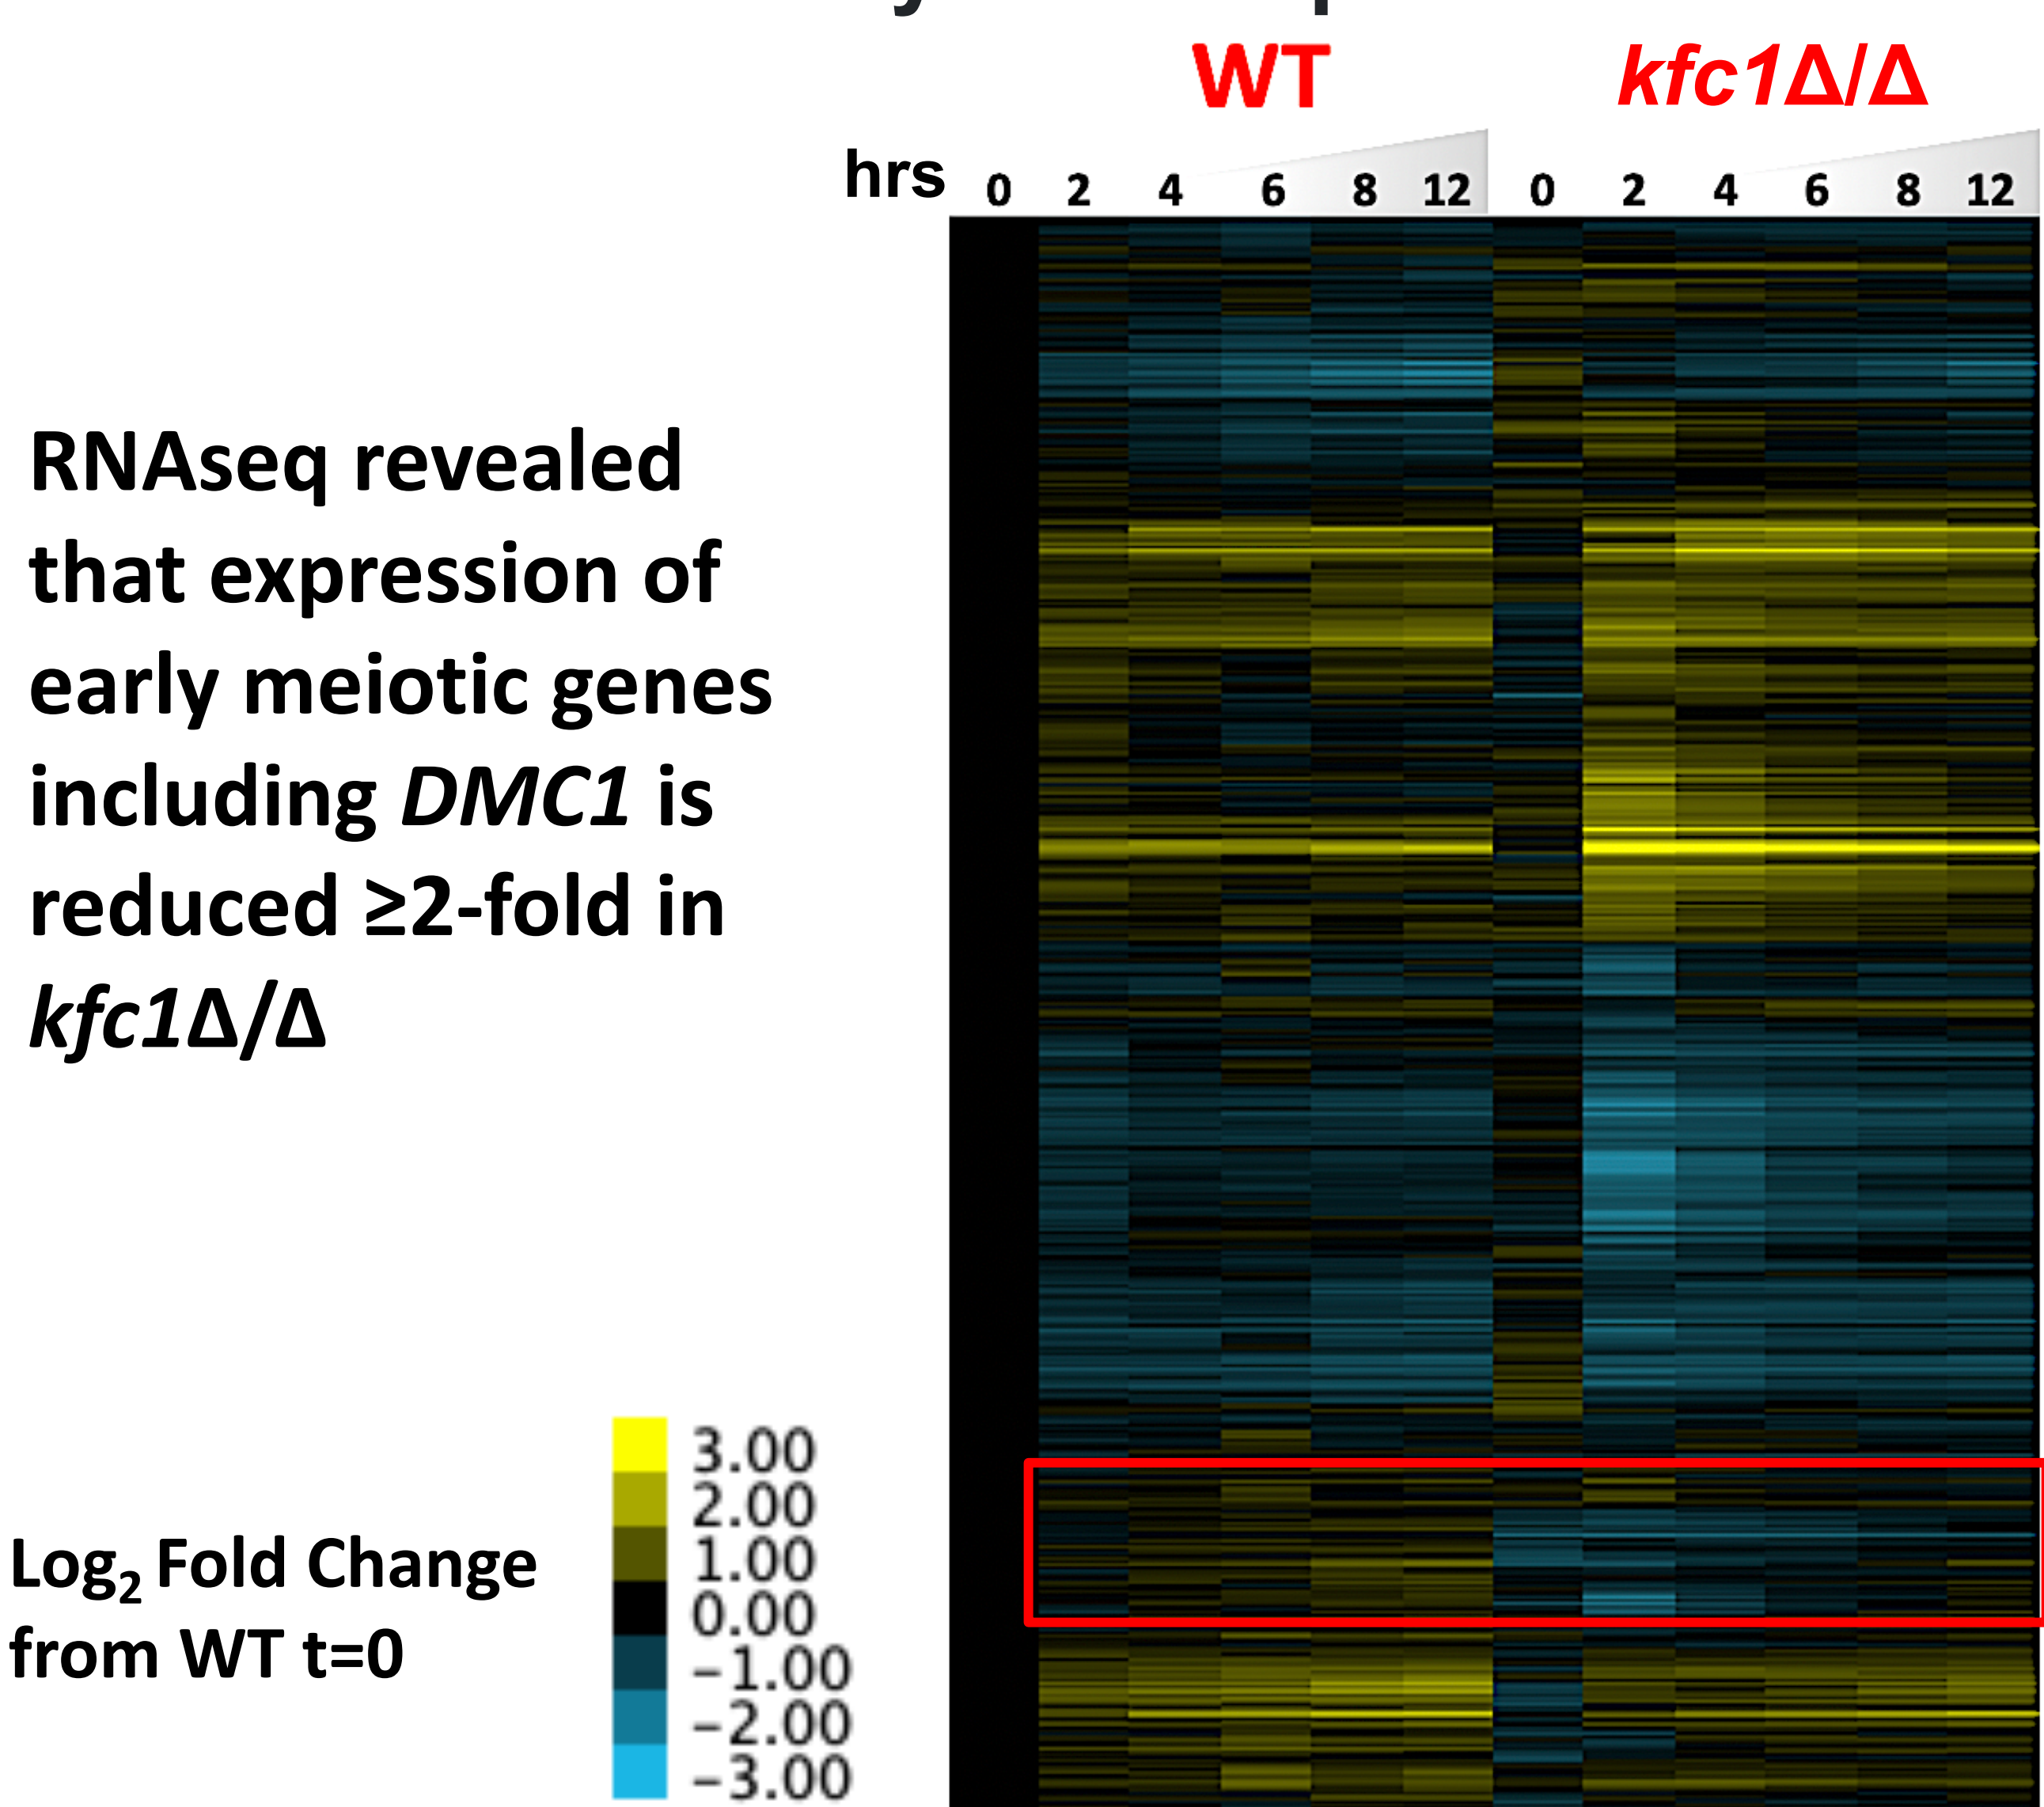 WT kfc1Δ/Δ
hrs 0 2 4 6 8 12 0 2 4 6 8 12
RNAseq revealed
that expression of
early meiotic genes
including DMC1 is
reduced ≥2-fold in
kfc1Δ/Δ
Log2 Fold Change
from WT t=0
3.00
2.00
1.00
0.00
−1.00
−2.00
−3.00